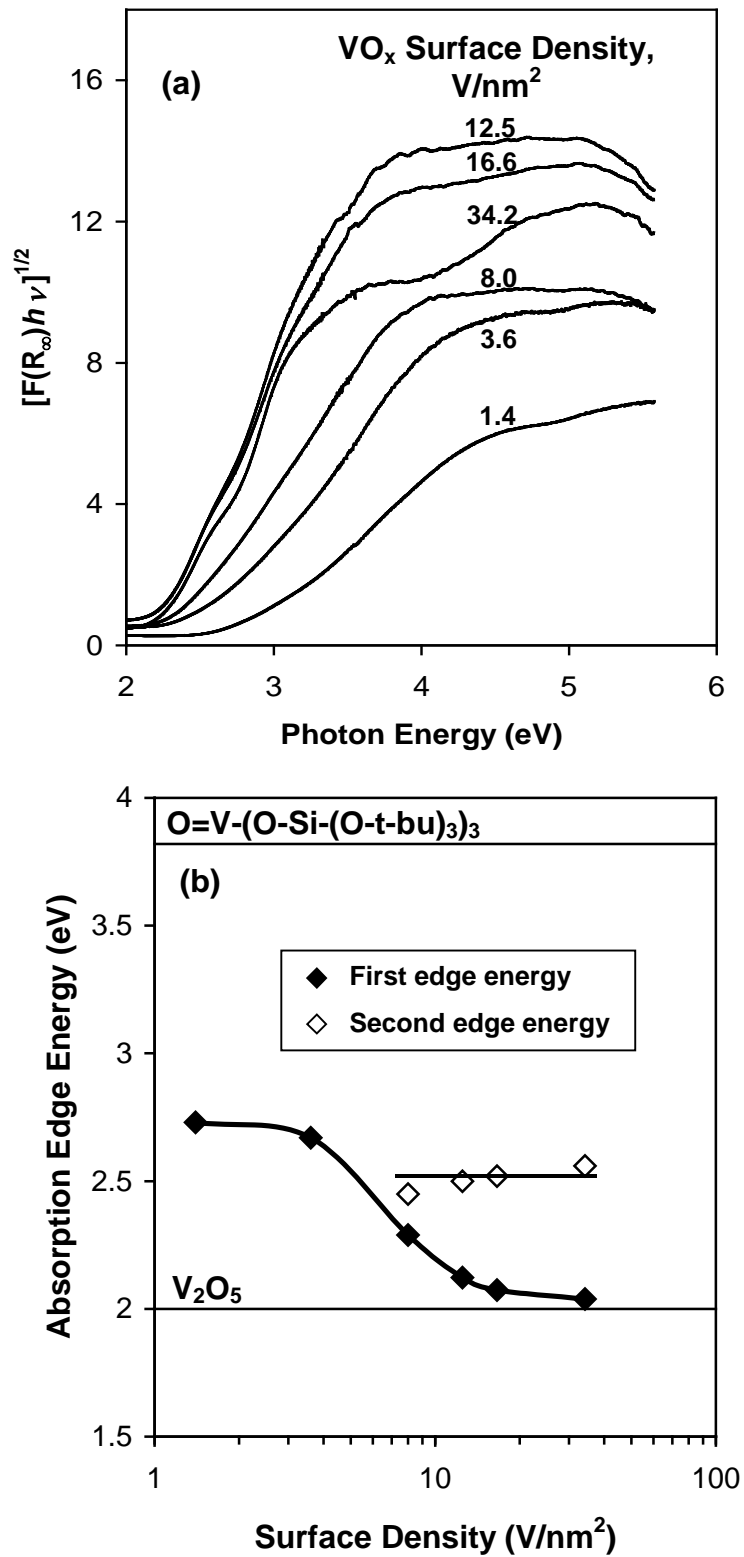 VOx Surface Density,
V/nm2
(a)
16
12
8
4
0
[F(R∞)hν]1/2
12.5
16.6
34.2
8.0
3.6
1.4
2 3 4 5 6
Photon Energy (eV)
4
3.5
3
2.5
2
1.5
Absorption Edge Energy (eV)
O=V-(O-Si-(O-t-bu)3)3
(b)
First edge energy
Second edge energy
V2O5
1 10 100
Surface Density (V/nm2)